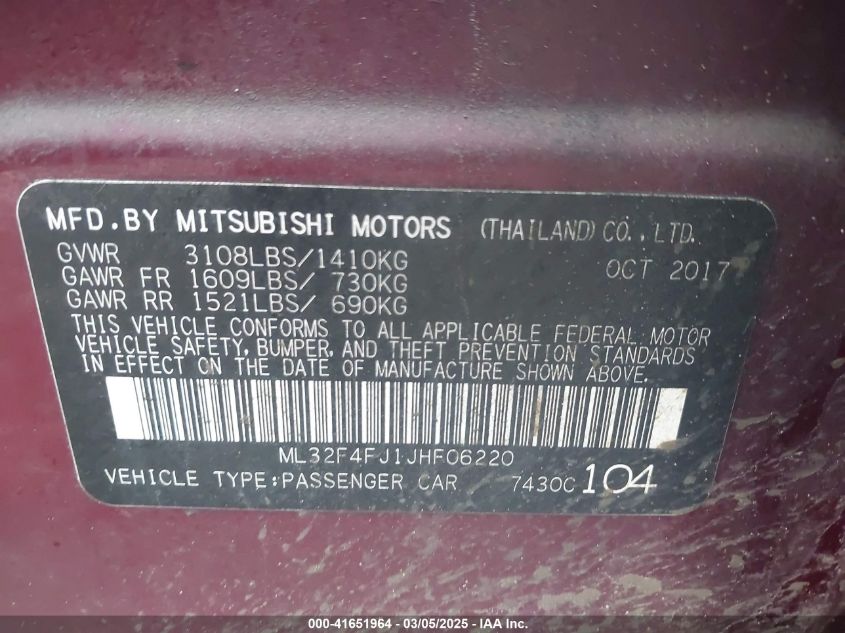 MFD.BY MITSUBISHI MOTORS (THAILAND) CO.,LTD.
GVWR 3108LBS/1410KG OCT 2017
GAWR FR 1609LBS/ 730KG
GAWR RR 1521LBS/ 690KG
THIS VEHICLE CONFORMS TO ALL APPLICABLE FEDERAL MOTOR
VEHICLE SAFETY, BUMPER, AND THEFT PREVENTION STANDARDS
IN EFFECT ON THE DATE OF MANUFACTURE SHOWN ABOVE.
ML32F4FJ1JHF06220
VEHICLE TYPE:PASSENGER CAR 7430C 104
000-41651964 - 03/05/2025 - IAA Inc.